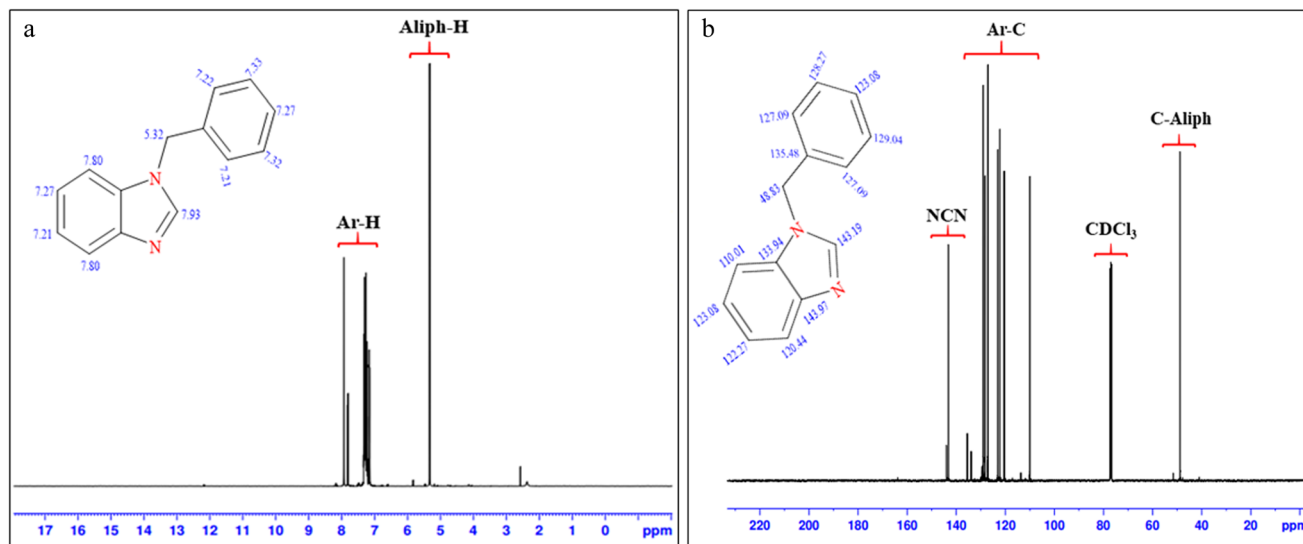 a
Aliph-H
7.22
7.33
7.27
7.32
7.21
5.32
7.80
N
7.27
7.93
7.21
N
7.80
Ar-H
17 16 15 14 13 12 11 10 9 8 7 6 5 4 3 2 1 0 ppm
b
Ar-C
128.27
123.08
127.09
129.04
135.48
127.09
48.83
C-Aliph
NCN
CDCl₃
N
133.94
143.19
110.01
N
123.08
143.97
122.27
120.44
220 200 180 160 140 120 100 80 60 40 20 ppm